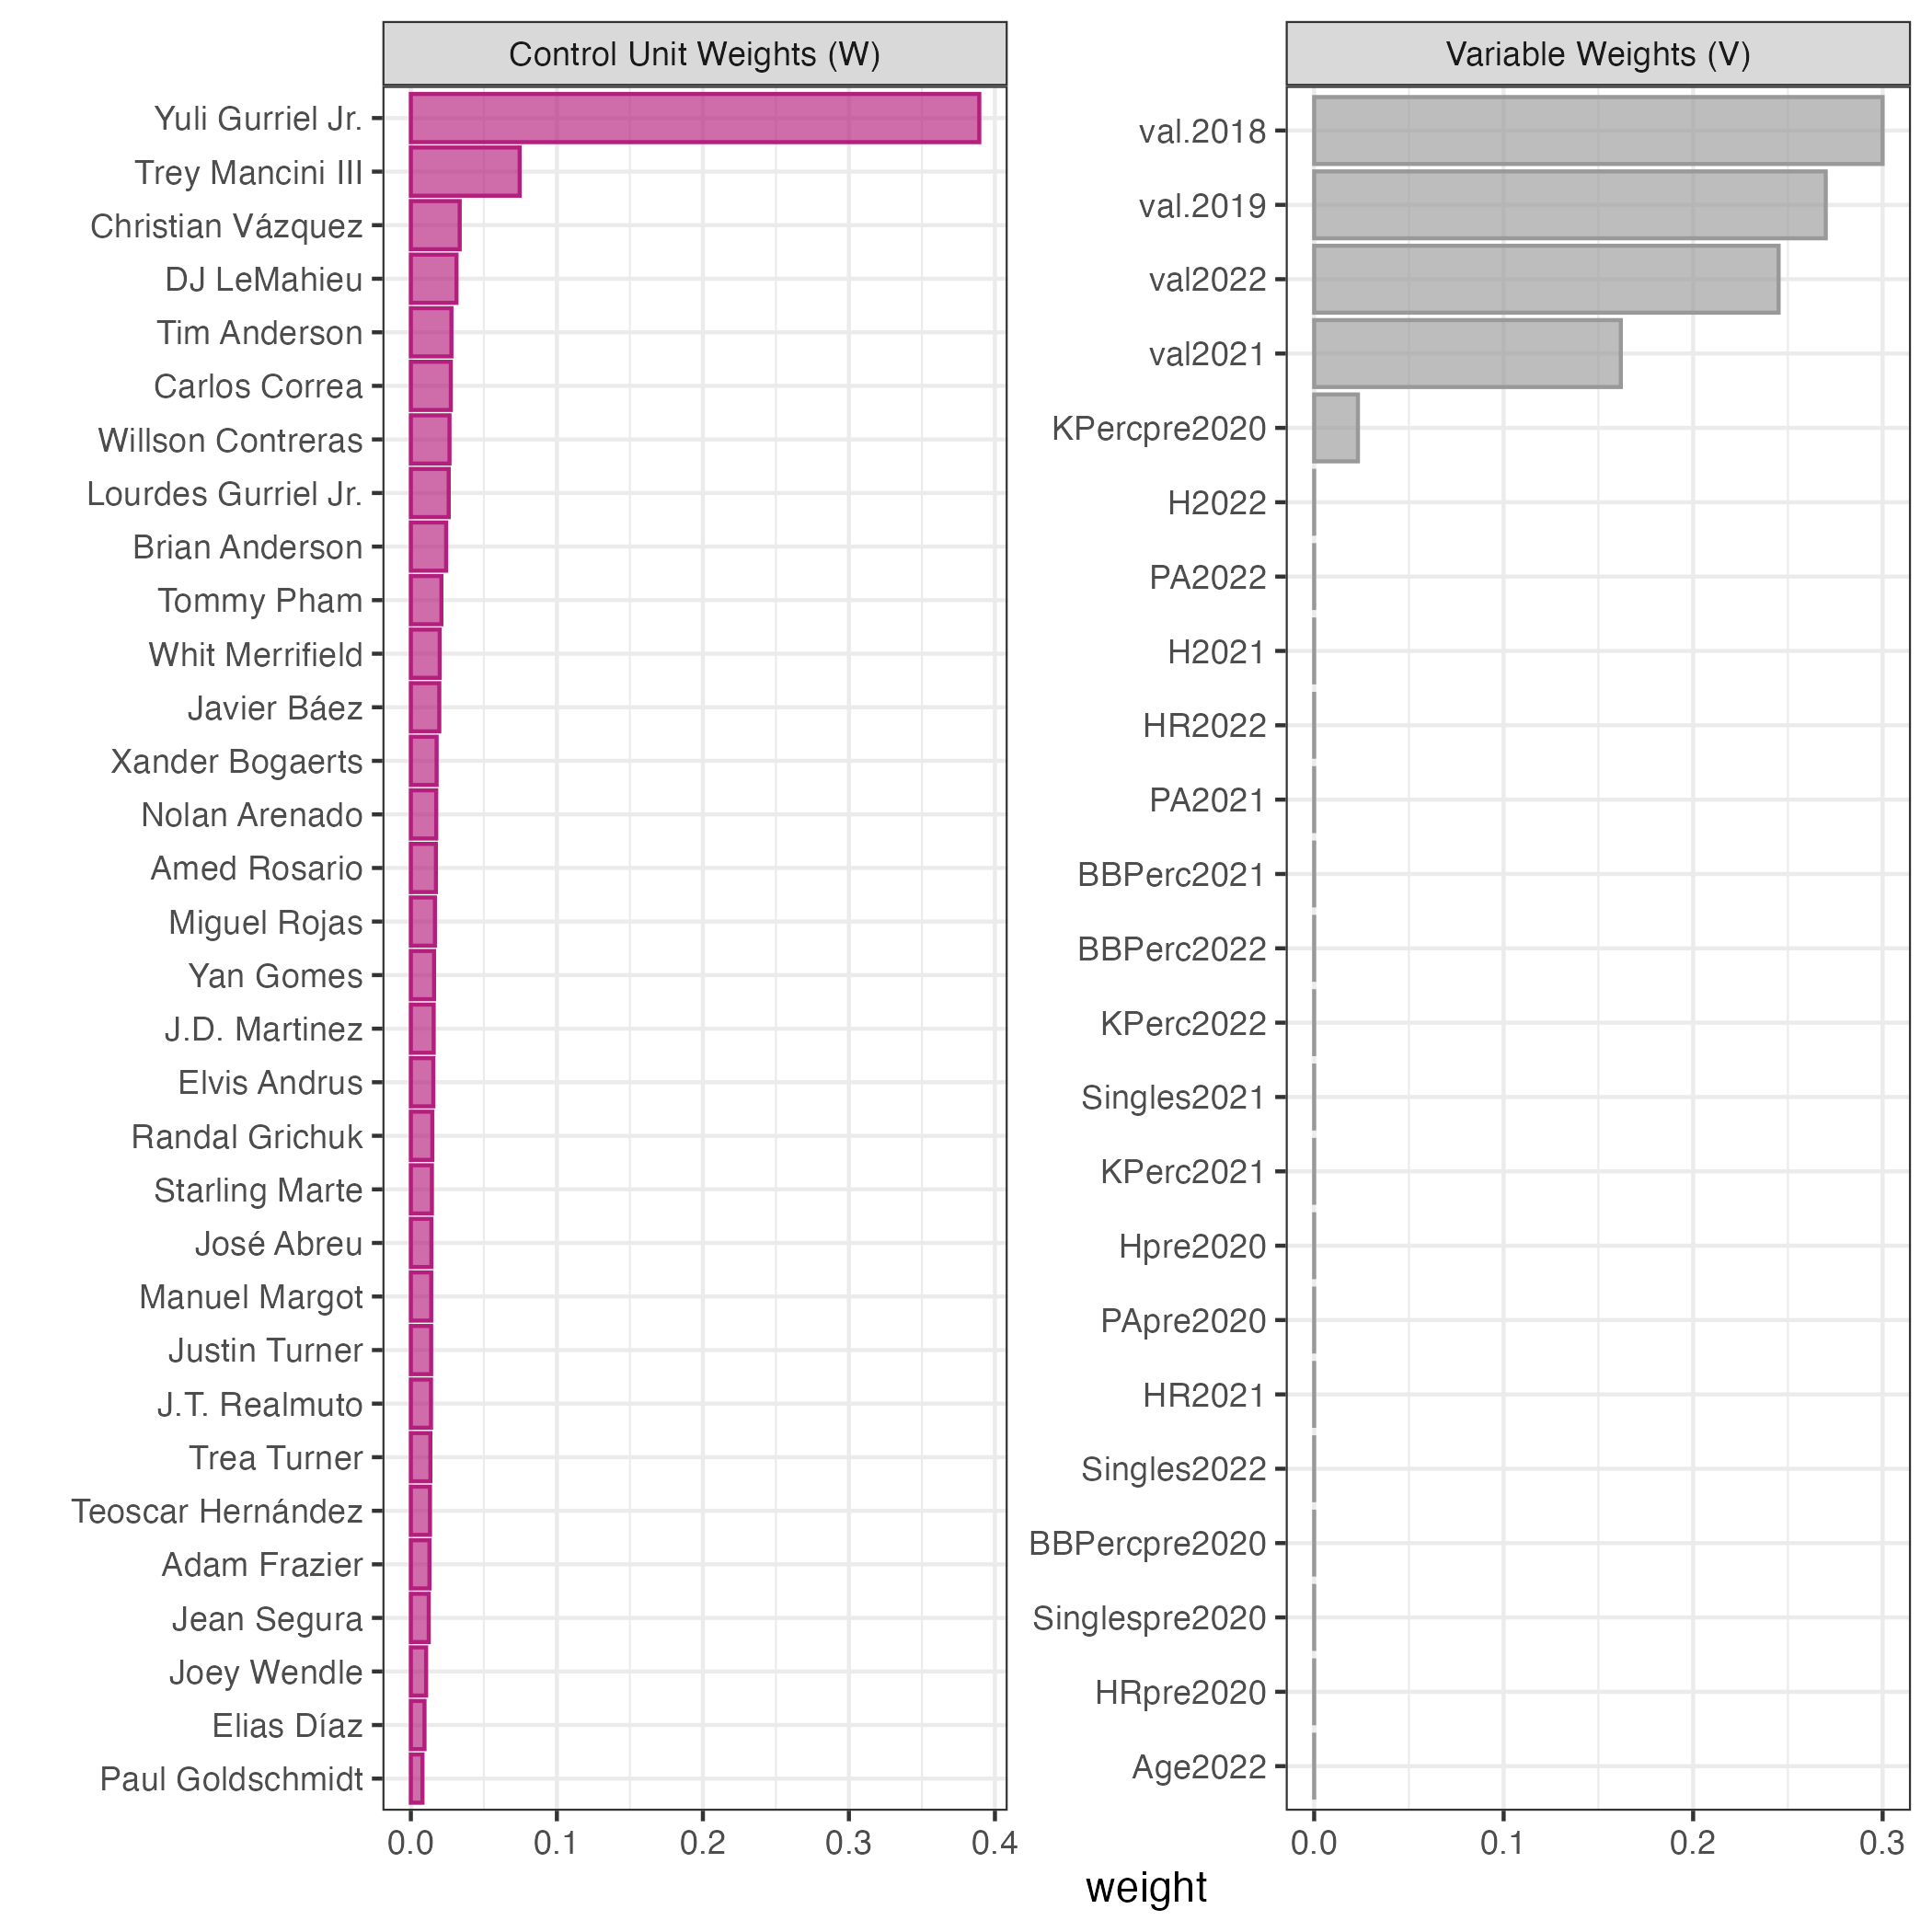 Control Unit Weights (W)
Yuli Gurriel Jr.
Trey Mancini III
Christian Vázquez
DJ LeMahieu
Tim Anderson
Carlos Correa
Willson Contreras
Lourdes Gurriel Jr.
Brian Anderson
Tommy Pham
Whit Merrifield
Javier Báez
Xander Bogaerts
Nolan Arenado
Amed Rosario
Miguel Rojas
Yan Gomes
J.D. Martinez
Elvis Andrus
Randal Grichuk
Starling Marte
José Abreu
Manuel Margot
Justin Turner
J.T. Realmuto
Trea Turner
Teoscar Hernández
Adam Frazier
Jean Segura
Joey Wendle
Elias Díaz
Paul Goldschmidt
0.0 0.1 0.2 0.3 0.4
Variable Weights (V)
val.2018
val.2019
val2022
val2021
KPercpre2020
H2022
PA2022
H2021
HR2022
PA2021
BBPerc2021
BBPerc2022
KPerc2022
Singles2021
KPerc2021
Hpre2020
PApre2020
HR2021
Singles2022
BBPercpre2020
Singlespre2020
HRpre2020
Age2022
0.0 0.1 0.2 0.3
weight